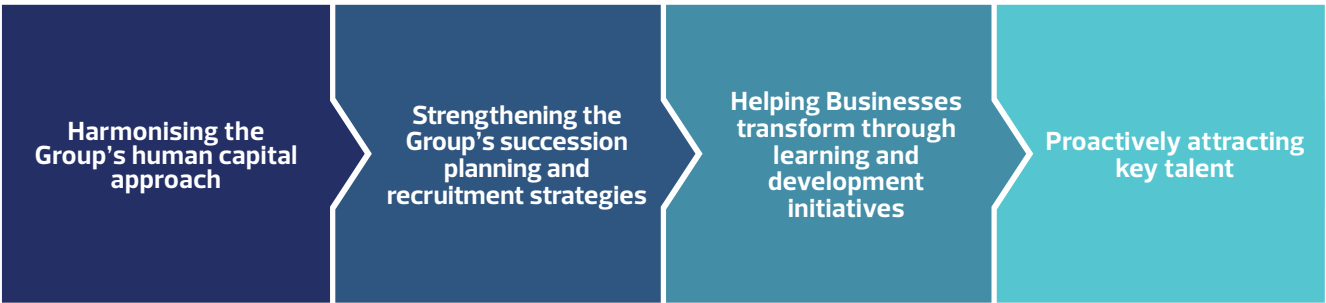 Harmonising the
Group’s human capital
approach
Strengthening the
Group’s succession
planning and
recruitment strategies
Helping Businesses
transform through
learning and
development
initiatives
Proactively attracting
key talent